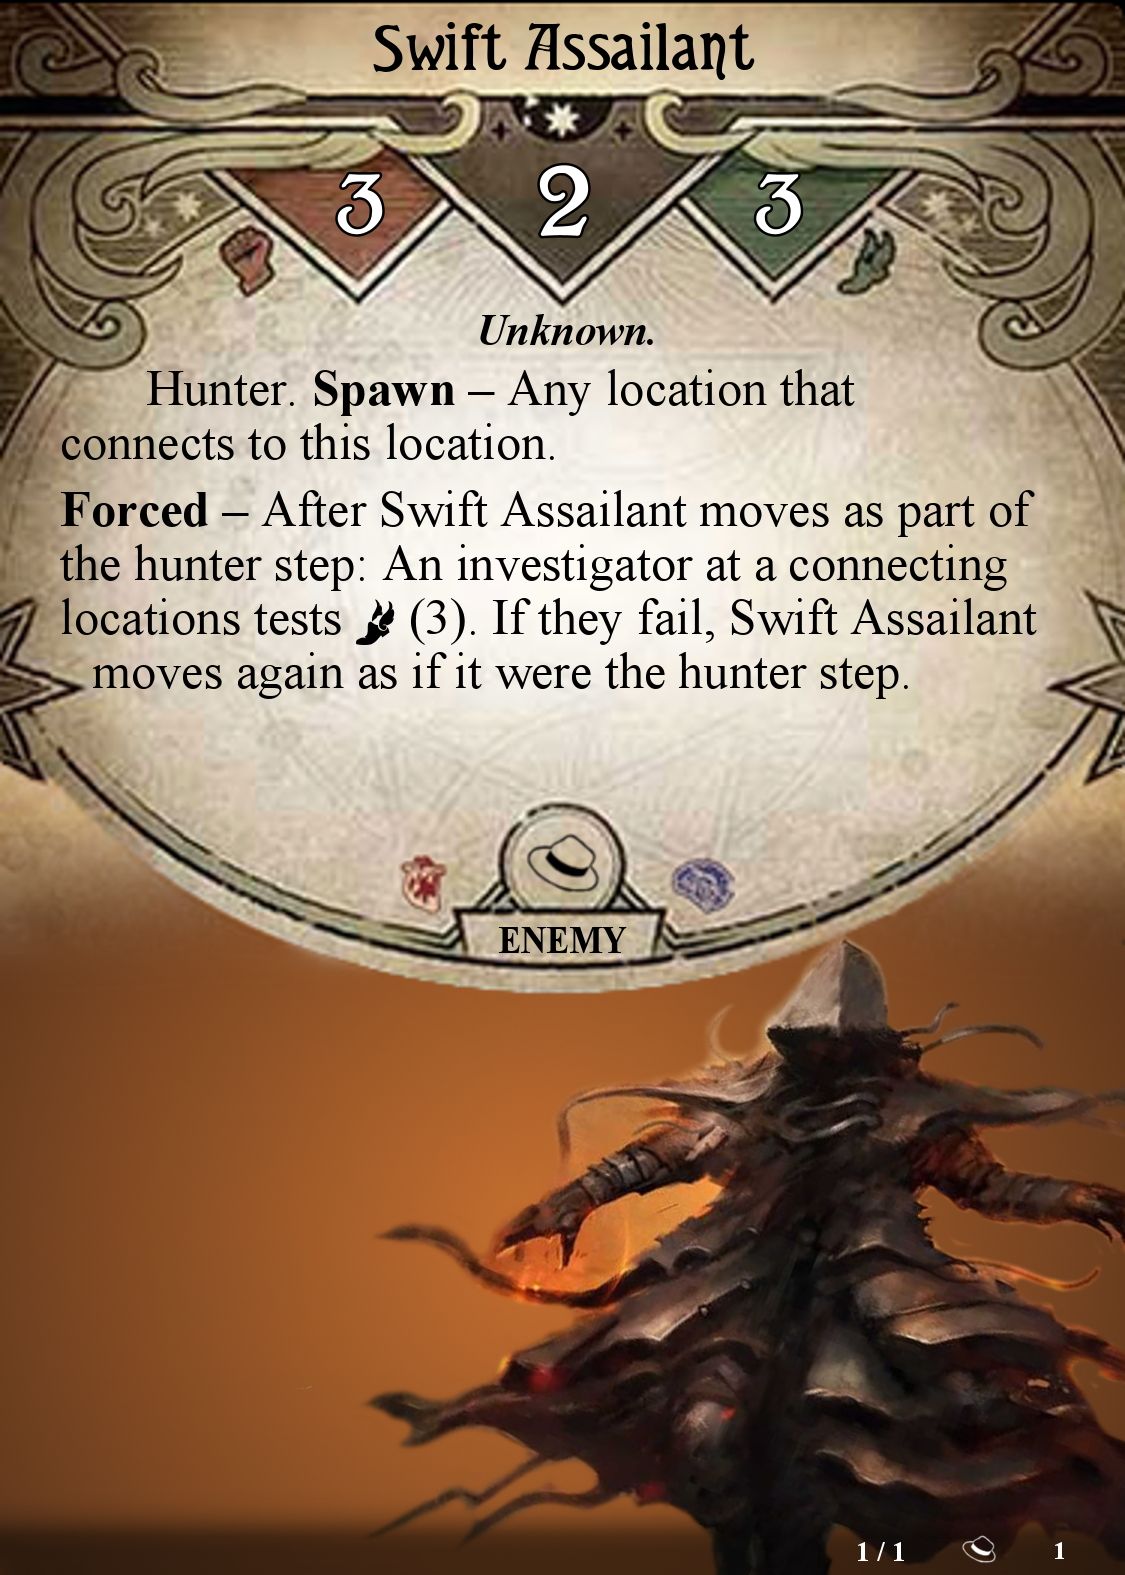 Swift Assailant
3 2 3
Unknown.
Hunter. Spawn – Any location that
connects to this location.
Forced – After Swift Assailant moves as part of
the hunter step: An investigator at a connecting
locations tests (3). If they fail, Swift Assailant
moves again as if it were the hunter step.
ENEMY
1 / 1 1